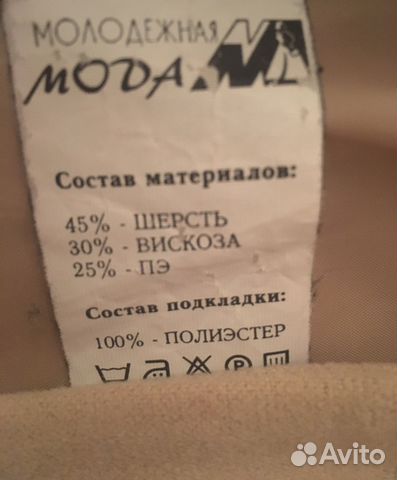 МОЛОДЕЖНАЯ
МОДА
Состав материалов:
45% - ШЕРСТЬ
30% - ВИСКОЗА
25% - ПЭ
Состав подкладки:
100% - ПОЛИЭСТЕР
P
Avito